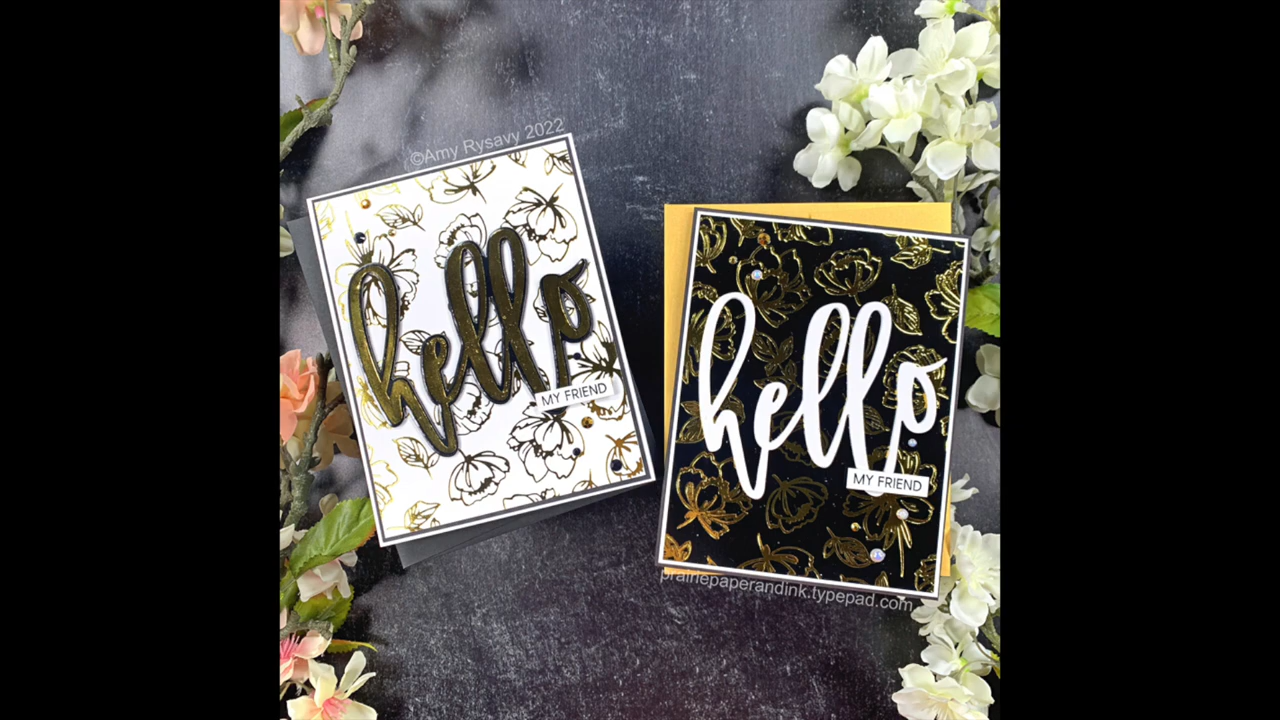 ©Amy Rysavy 2022
hello
MY FRIEND
hello
MY FRIEND
prairiepaperandink.typepad.com